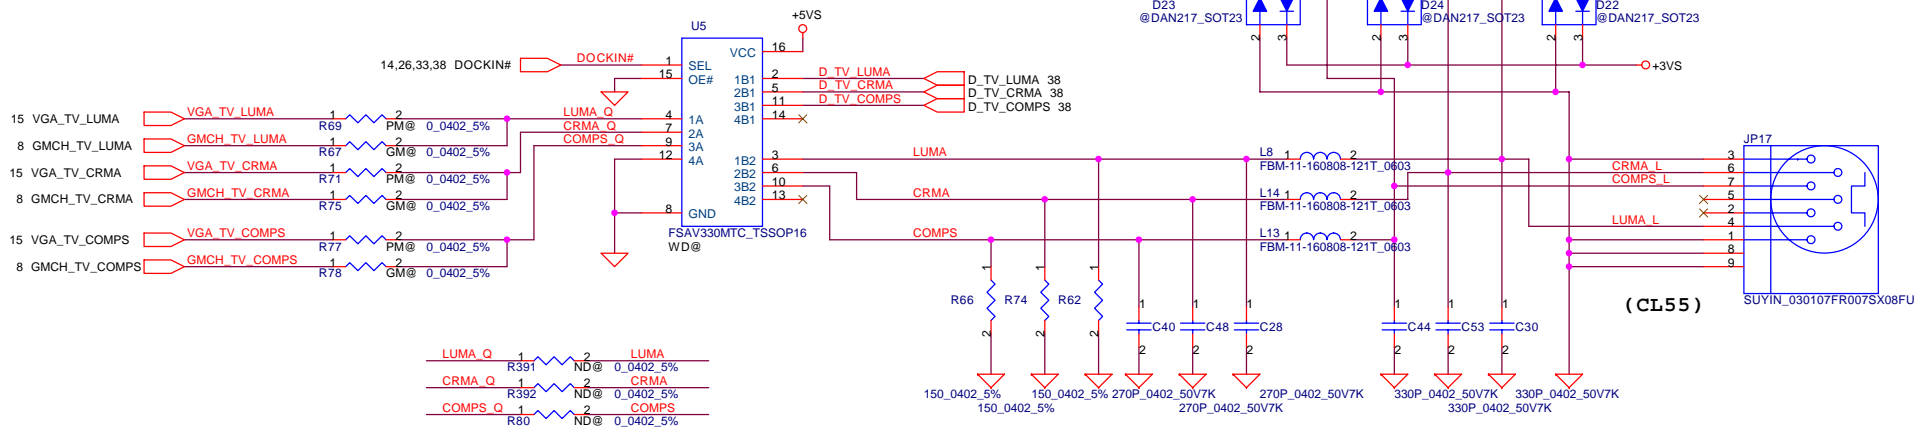 D23
@DAN217_SOT23
D24
@DAN217_SOT23
D22
@DAN217_SOT23
2 3 2 3 2 3
+3VS
+5VS
U5
14,26,33,38 DOCKIN#
DOCKIN#
1 SEL
15 OE#
VCC 16
1B1 2 D_TV_LUMA D_TV_LUMA 38
2B1 5 D_TV_CRMA D_TV_CRMA 38
3B1 11 D_TV_COMPS D_TV_COMPS 38
4B1 14
15 VGA_TV_LUMA VGA_TV_LUMA 1 2 LUMA_Q 4 1A
R69 PM@ 0_0402_5%
CRMA_Q 7 2A
8 GMCH_TV_LUMA GMCH_TV_LUMA 1 2 COMPS_Q 9 3A
R67 GM@ 0_0402_5%
12 4A
15 VGA_TV_CRMA VGA_TV_CRMA 1 2
R71 PM@ 0_0402_5%
8 GMCH_TV_CRMA GMCH_TV_CRMA 1 2
R75 GM@ 0_0402_5%
8 GND
15 VGA_TV_COMPS VGA_TV_COMPS 1 2
R77 PM@ 0_0402_5%
8 GMCH_TV_COMPS GMCH_TV_COMPS 1 2
R78 GM@ 0_0402_5%
1B2 3 LUMA L8 1 2
FBM-11-160808-121T_0603
2B2 6
3B2 10
4B2 13
CRMA L14 1 2
FBM-11-160808-121T_0603
FSAV330MTC_TSSOP16
WD@
COMPS L13 1 2
FBM-11-160808-121T_0603
JP17
3
CRMA_L 6
COMPS_L 7
5
2
LUMA_L 4
1
8
9
SUYIN_030107FR007SX08FU
(CL55)
1 1 1 1 1 1 1 1 1
R66 R74 R62 C40 C48 C28 C44 C53 C30
2 2 2 2 2 2 2 2 2
150_0402_5% 150_0402_5% 270P_0402_50V7K 270P_0402_50V7K 330P_0402_50V7K 330P_0402_50V7K
150_0402_5% 270P_0402_50V7K 330P_0402_50V7K
LUMA_Q 1 2 LUMA
R391 ND@ 0_0402_5%
CRMA_Q 1 2 CRMA
R392 ND@ 0_0402_5%
COMPS_Q 1 2 COMPS
R80 ND@ 0_0402_5%